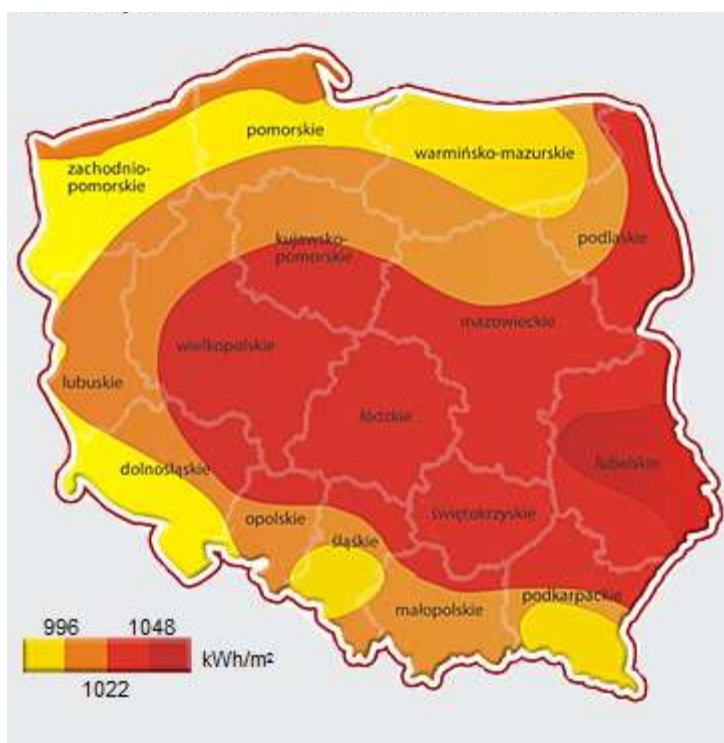 pomorskie
warmińsko-mazurskie
zachodnio-
pomorskie
kujawsko-
pomorskie
podlaskie
mazowieckie
wielkopolskie
lubuskie
łódzkie
dolnośląskie
lubelskie
opolskie
świętokrzyskie
śląskie
małopolskie
podkarpackie
996 1048
kWh/m²
1022